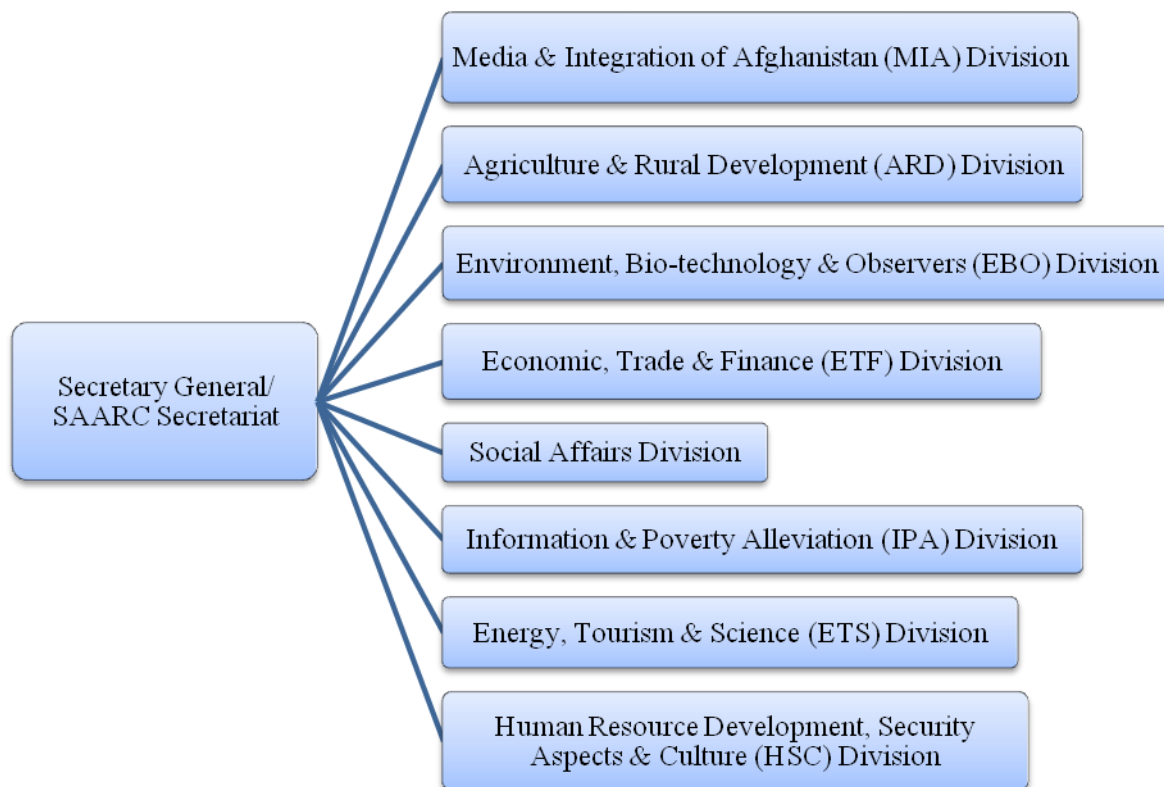 Media & Integration of Afghanistan (MIA) Division
Agriculture & Rural Development (ARD) Division
Environment, Bio-technology & Observers (EBO) Division
Economic, Trade & Finance (ETF) Division
Secretary General/
SAARC Secretariat
Social Affairs Division
Information & Poverty Alleviation (IPA) Division
Energy, Tourism & Science (ETS) Division
Human Resource Development, Security
Aspects & Culture (HSC) Division